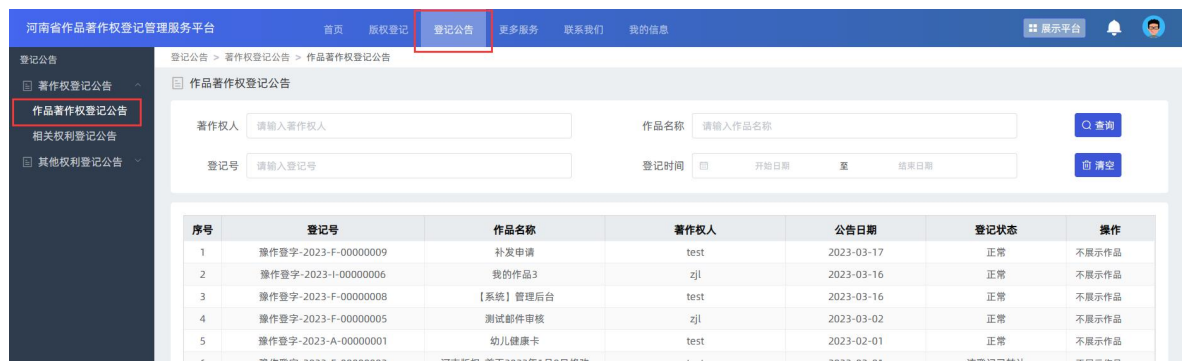 河南省作品著作权登记管理服务平台 首页 版权登记 登记公告 更多服务 联系我们 我的信息 展示平台
登记公告
登记公告 > 著作权登记公告 > 作品著作权登记公告
著作权登记公告
作品著作权登记公告
相关权利登记公告
其他权利登记公告
作品著作权登记公告
著作权人 请输入著作权人 作品名称 请输入作品名称 查询
登记号 请输入登记号 登记时间 开始日期 至 结束日期 清空
序号 登记号 作品名称 著作权人 公告日期 登记状态 操作
1 豫作登字-2023-F-00000009 补发申请 test 2023-03-17 正常 不展示作品
2 豫作登字-2023-I-00000006 我的作品3 zjl 2023-03-16 正常 不展示作品
3 豫作登字-2023-F-00000008 【系统】管理后台 test 2023-03-16 正常 不展示作品
4 豫作登字-2023-F-00000005 测试邮件审核 zjl 2023-03-02 正常 不展示作品
5 豫作登字-2023-A-00000001 幼儿健康卡 test 2023-02-01 正常 不展示作品